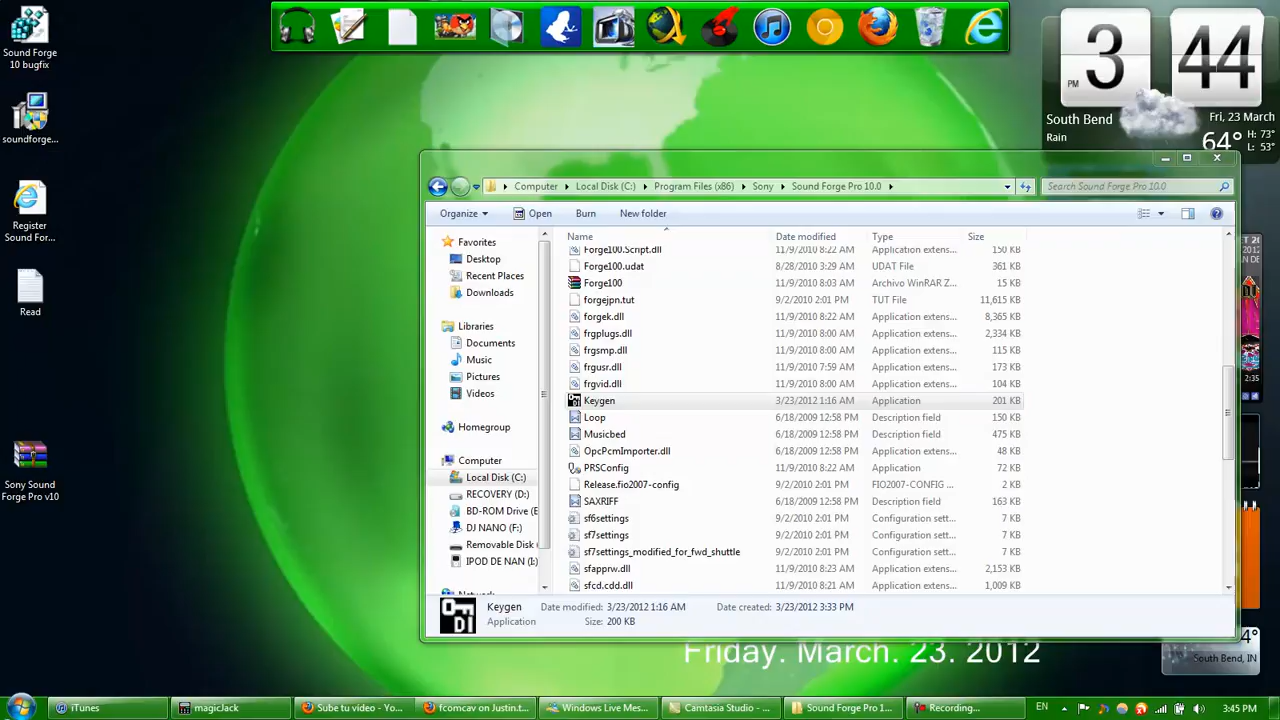 Sound Forge
10 bugfix
soundforge...
Register
Sound For...
Read
Sony Sound
Forge Pro v10
3
44
PM
South Bend
Rain
Fri, 23 March
64°
H: 73°
L: 53°
Computer
Local Disk (C:)
Program Files (x86)
Sony
Sound Forge Pro 10.0
Search Sound Forge Pro 10.0
Organize
Open
Burn
New folder
Name
Date modified
Type
Size
Favorites
Desktop
Recent Places
Downloads
Libraries
Documents
Music
Pictures
Videos
Homegroup
Computer
Local Disk (C:)
RECOVERY (D:)
BD-ROM Drive (E
DJ NANO (F:)
Removable Disk
IPOD DE NAN (I:)
Forge100.Script.dll 11/9/2010 8:22 AM Application extens... 150 KB
Forge100.udat 8/28/2010 3:29 AM UDAT File 361 KB
Forge100 11/9/2010 8:03 AM Archivo WinRAR Z... 15 KB
forgejpn.tut 9/2/2010 2:01 PM TUT File 11,615 KB
forgek.dll 11/9/2010 8:22 AM Application extens... 8,365 KB
frgplugs.dll 11/9/2010 8:00 AM Application extens... 2,334 KB
frgsmp.dll 11/9/2010 8:00 AM Application extens... 115 KB
frgusr.dll 11/9/2010 7:59 AM Application extens... 173 KB
frgvid.dll 11/9/2010 8:00 AM Application extens... 104 KB
Keygen 3/23/2012 1:16 AM Application 201 KB
Loop 6/18/2009 12:58 PM Description field 150 KB
Musicbed 6/18/2009 12:58 PM Description field 475 KB
OpcPcmImporter.dll 6/18/2009 12:58 PM Application extens... 48 KB
PRSConfig 11/9/2010 8:22 AM Application 72 KB
Release.fio2007-config 9/2/2010 2:01 PM FIO2007-CONFIG ... 2 KB
SAXRIFF 6/18/2009 12:58 PM Description field 163 KB
sf6settings 9/2/2010 2:01 PM Configuration sett... 7 KB
sf7settings 9/2/2010 2:01 PM Configuration sett... 7 KB
sf7settings_modified_for_fwd_shuttle 9/2/2010 2:01 PM Configuration sett... 7 KB
sfapprw.dll 11/9/2010 8:23 AM Application extens... 2,153 KB
sfcd.cdd.dll 11/9/2010 8:21 AM Application extens... 1,009 KB
Keygen Date modified: 3/23/2012 1:16 AM Date created: 3/23/2012 3:33 PM
Application Size: 200 KB
Friday. March. 23. 2012
2:35
4°
South Bend, IN
iTunes
magicJack
Sube tu video - Yo...
fcomcav on Justin.t...
Windows Live Mes...
Camtasia Studio - ...
Sound Forge Pro 1...
Recording...
EN
3:45 PM